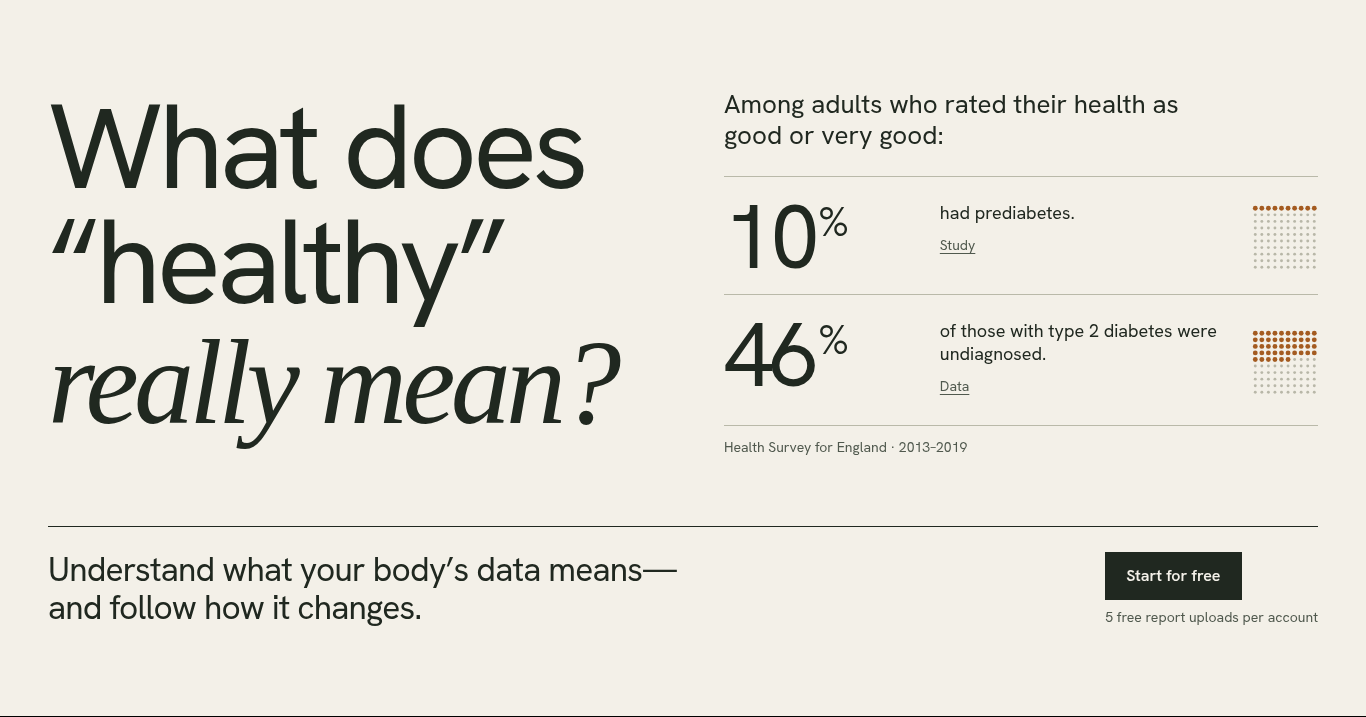 What does
“healthy”
really mean?
Among adults who rated their health as
good or very good:
10%
had prediabetes.
Study
46%
of those with type 2 diabetes were
undiagnosed.
Data
Health Survey for England · 2013–2019
Understand what your body’s data means—
and follow how it changes.
Start for free
5 free report uploads per account